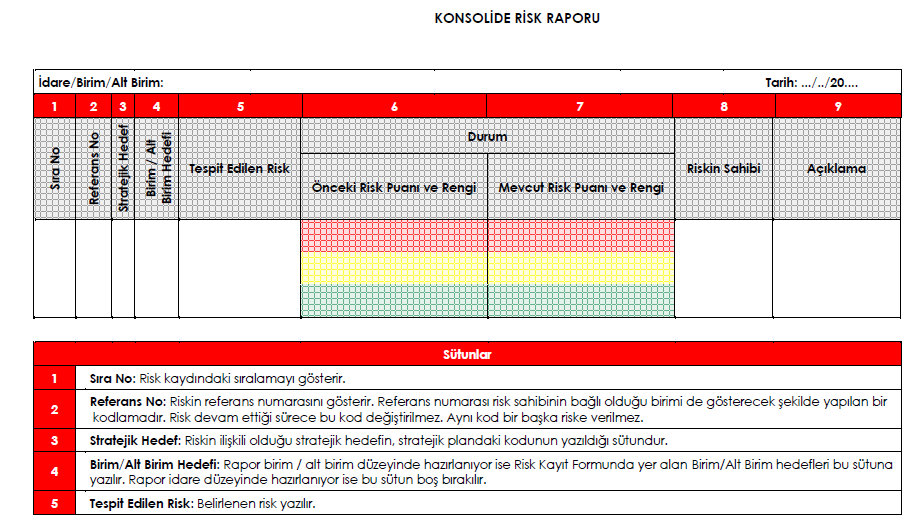 KONSOLİDE RİSK RAPORU
İdare/Birim/Alt Birim: Tarih: .../../20....
1 2 3 4 5 6 7 8 9
Sıra No
Referans No
Stratejik Hedef
Birim / Alt
Birim Hedefi
Tespit Edilen Risk
Durum
Önceki Risk Puanı ve Rengi
Mevcut Risk Puanı ve Rengi
Riskin Sahibi
Açıklama
Sütunlar
1 Sıra No: Risk kaydındaki sıralamayı gösterir.
2 Referans No: Riskin referans numarasını gösterir. Referans numarası risk sahibinin bağlı olduğu birimi de gösterecek şekilde yapılan bir
kodlamadır. Risk devam ettiği sürece bu kod değiştirilmez. Aynı kod bir başka riske verilmez.
3 Stratejik Hedef: Riskin ilişkili olduğu stratejik hedefin, stratejik plandaki kodunun yazıldığı sütundur.
4 Birim/Alt Birim Hedefi: Rapor birim / alt birim düzeyinde hazırlanıyor ise Risk Kayıt Formunda yer alan Birim/Alt Birim hedefleri bu sütuna
yazılır. Rapor idare düzeyinde hazırlanıyor ise bu sütun boş bırakılır.
5 Tespit Edilen Risk: Belirlenen risk yazılır.